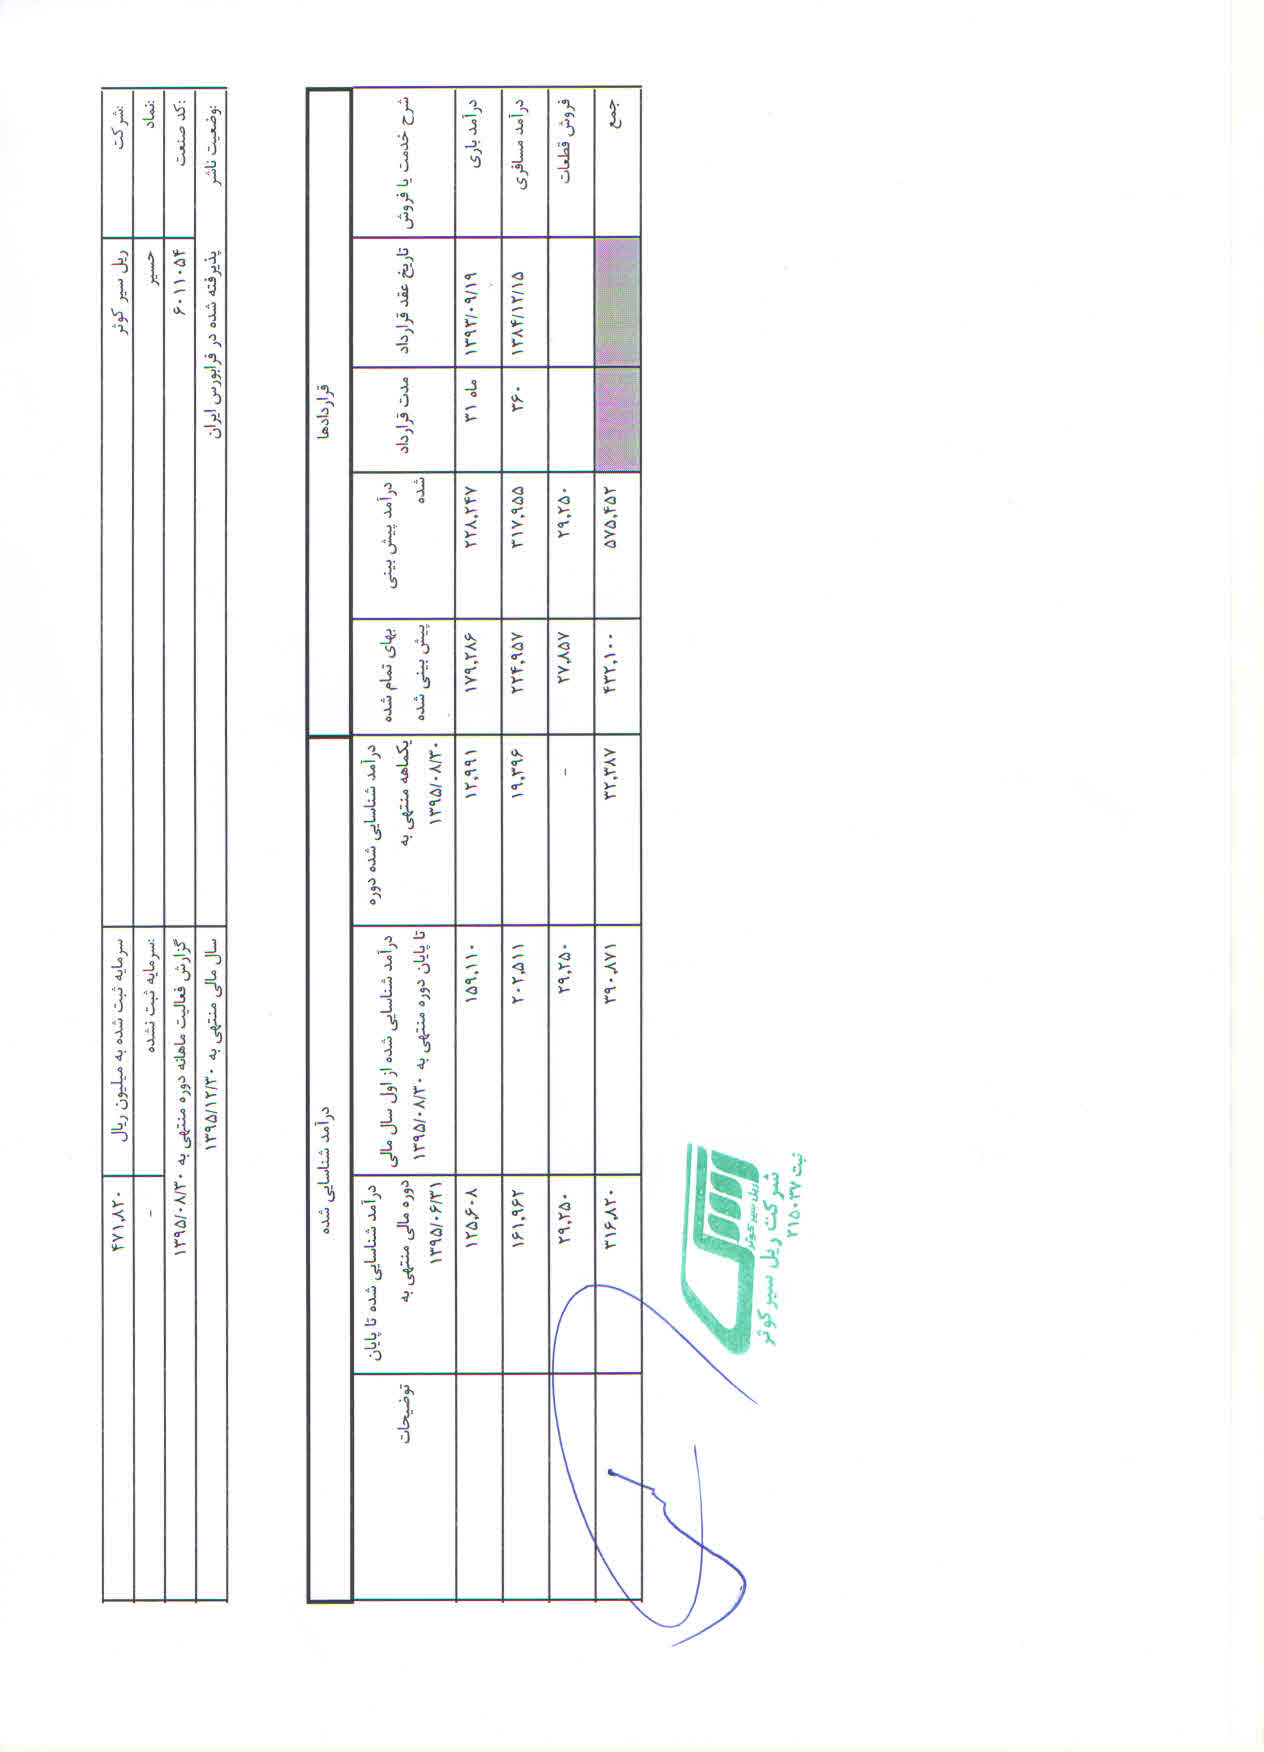 شرکت: ریل سیر کوثر سرمایه ثبت شده به میلیون ریال ۴۷۱,۸۲۰
نماد: حسیر سرمایه ثبت نشده: -
کد صنعت: ۶۰۱۱۰۵۴ گزارش فعالیت ماهانه دوره منتهی به ۱۳۹۵/۰۸/۳۰
وضعیت ناشر: پذیرفته شده در فرابورس ایران سال مالی منتهی به ۱۳۹۵/۱۲/۳۰
قراردادها درآمد شناسایی شده
شرح خدمت یا فروش تاریخ عقد قرارداد مدت قرارداد درآمد پیش بینی شده بهای تمام شده پیش بینی شده درآمد شناسایی شده دوره یکماهه منتهی به ۱۳۹۵/۰۸/۳۰ درآمد شناسایی شده از اول سال مالی تا پایان دوره منتهی به ۱۳۹۵/۰۸/۳۰ درآمد شناسایی شده تا پایان دوره مالی منتهی به ۱۳۹۵/۰۶/۳۱ توضیحات
درآمد باری ۱۳۹۳/۰۹/۱۹ ۳۱ ماه ۲۲۸,۲۴۷ ۱۷۹,۲۸۶ ۱۲,۹۹۱ ۱۵۹,۱۱۰ ۱۲۵,۶۰۸
درآمد مسافری ۱۳۸۴/۱۲/۱۵ ۳۶۰ ۳۱۷,۹۵۵ ۲۲۴,۹۵۷ ۱۹,۳۹۶ ۲۰۲,۵۱۱ ۱۶۱,۹۶۲
فروش قطعات ۲۹,۲۵۰ ۲۷,۸۵۷ - ۲۹,۲۵۰ ۲۹,۲۵۰
جمع ۵۷۵,۴۵۲ ۴۳۲,۱۰۰ ۳۲,۳۸۷ ۳۹۰,۸۷۱ ۳۱۶,۸۲۰
ریل سیر کوثر
شرکت ریل سیر کوثر
ثبت ۲۱۵۰۳۷